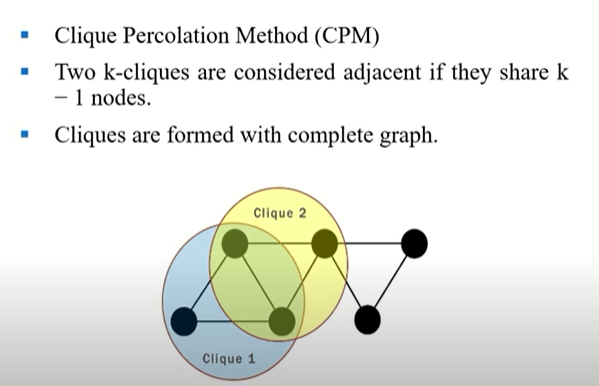 Clique Percolation Method (CPM)
Two k-cliques are considered adjacent if they share k
− 1 nodes.
Cliques are formed with complete graph.
Clique 2
Clique 1